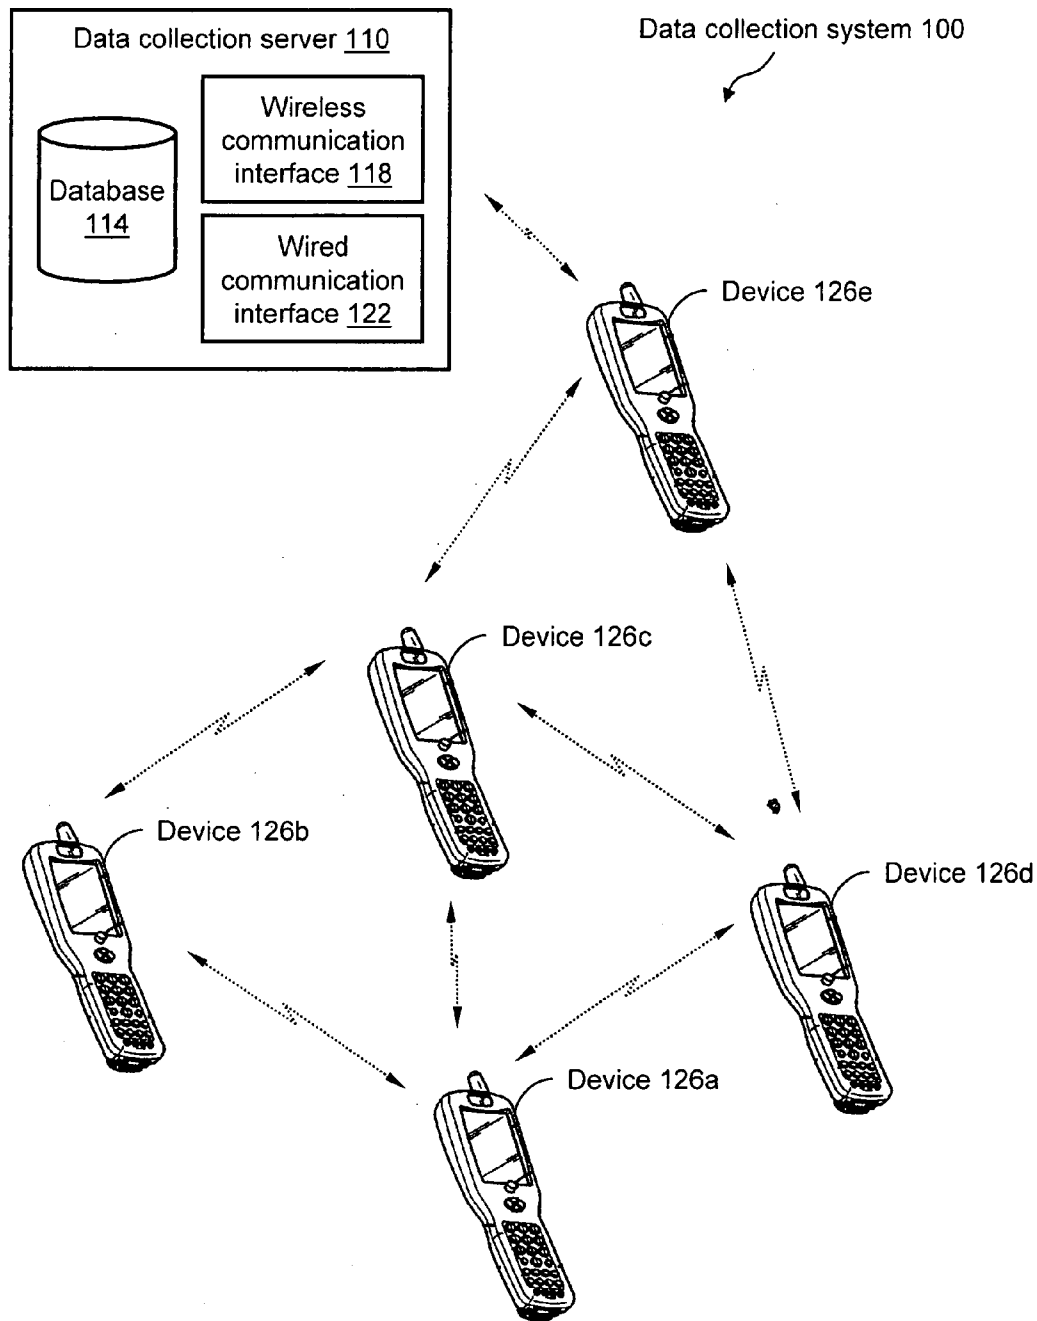 Data collection server 110
Data collection system 100
Wireless
communication
interface 118
Database
114
Wired
communication
interface 122
Device 126e
Device 126c
Device 126b
Device 126d
Device 126a